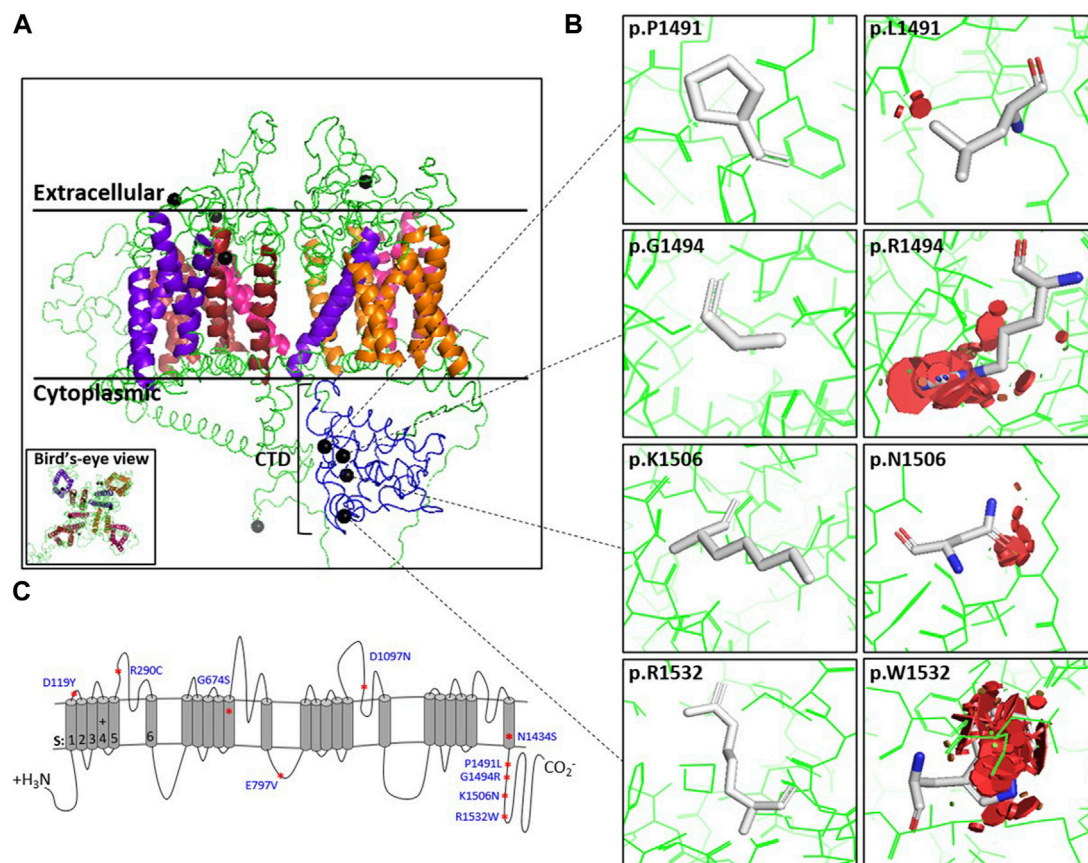 A
Extracellular
Cytoplasmic
CTD
Bird's-eye view
B
p.P1491
p.L1491
p.G1494
p.R1494
p.K1506
p.N1506
p.R1532
p.W1532
C
D119Y
R290C
G674S
D1097N
+
S: 1 2 3 4 5 6
N1434S
+H₃N
E797V
P1491L
G1494R
K1506N
R1532W
CO₂⁻